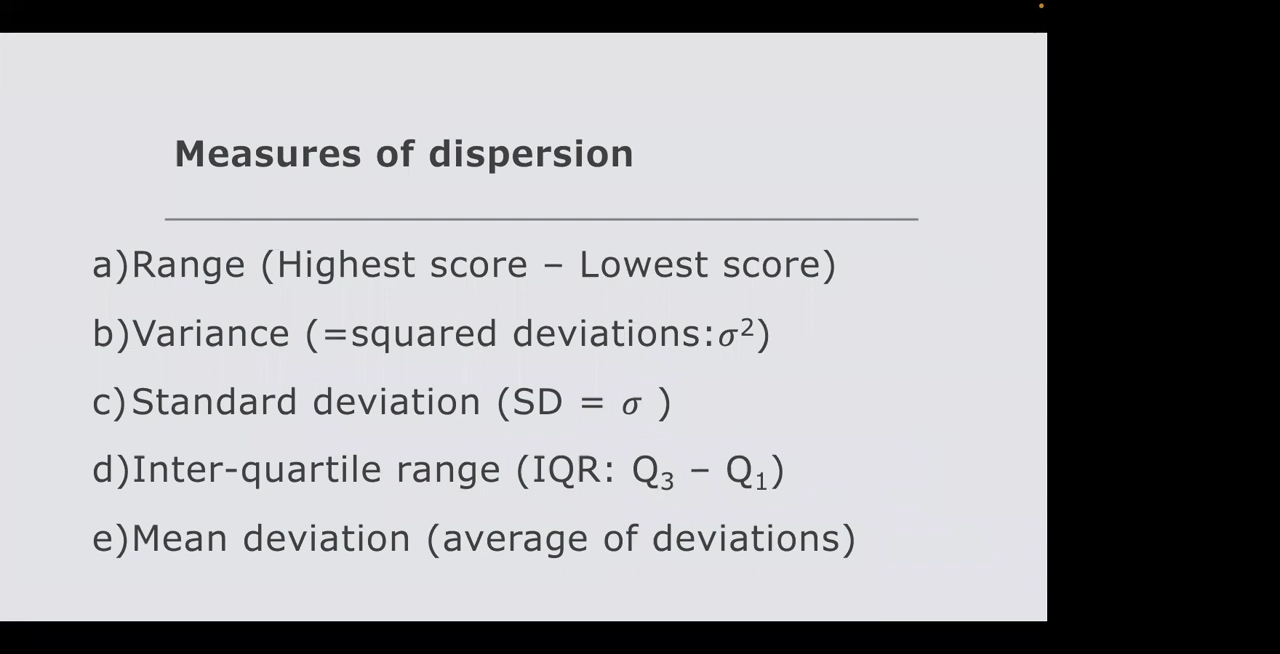 Measures of dispersion
a)Range (Highest score – Lowest score)
b)Variance (=squared deviations:σ²)
c)Standard deviation (SD = σ )
d)Inter-quartile range (IQR: Q₃ – Q₁)
e)Mean deviation (average of deviations)